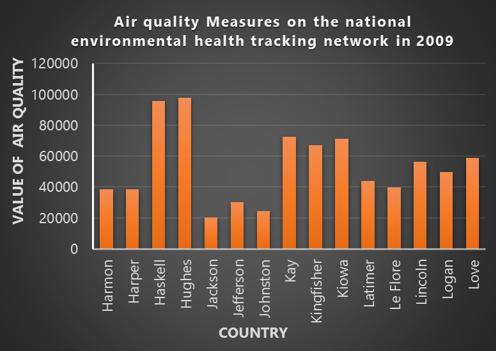 Air quality Measures on the national
environmental health tracking network in 2009
VALUE OF AIR QUALITY
120000
100000
80000
60000
40000
20000
0
Harmon
Harper
Haskell
Hughes
Jackson
Jefferson
Johnston
Kay
Kingfisher
Kiowa
Latimer
Le Flore
Lincoln
Logan
Love
COUNTRY